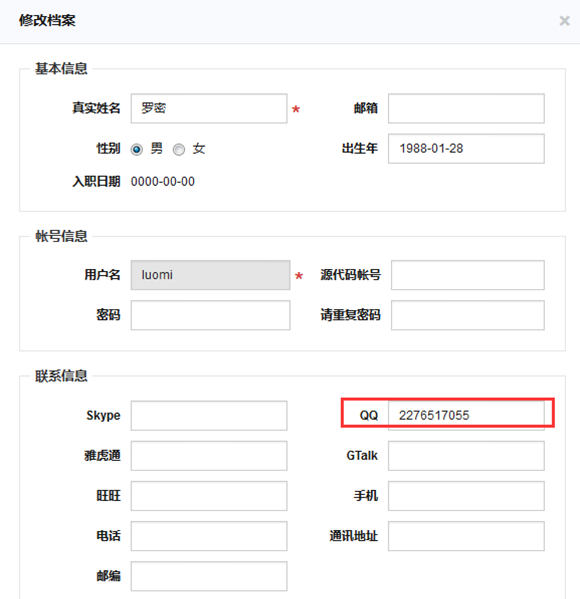 修改档案 ×
基本信息
真实姓名 罗密 * 邮箱
性别 男 女 出生年 1988-01-28
入职日期 0000-00-00
帐号信息
用户名 luomi * 源代码帐号
密码 请重复密码
联系信息
Skype QQ 2276517055
雅虎通 GTalk
旺旺 手机
电话 通讯地址
邮编